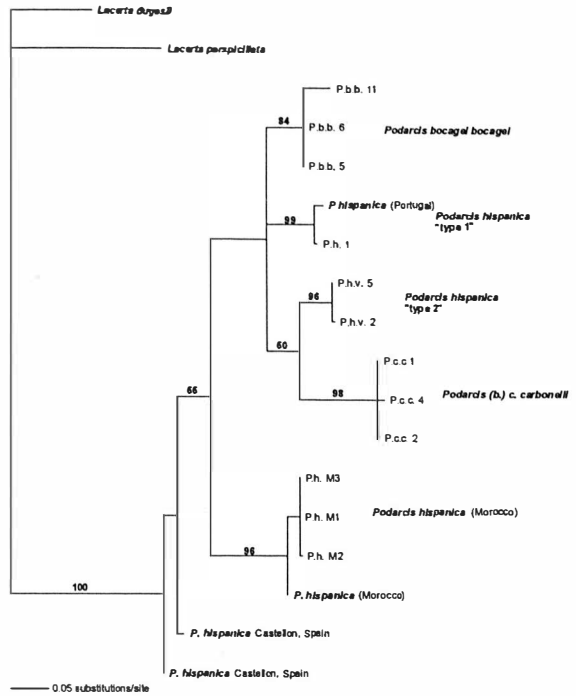 Lacerta dugesii
Lacerta perspicillata
P.b.b. 11
84
P.b.b. 6
Podarcis bocagei bocagei
P.b.b. 5
P hispanica (Portugal)
99
Podarcis hispanica
"type 1"
P.h. 1
P.h.v. 5
96
Podarcis hispanica
"type 2"
P.h.v. 2
60
P.c.c 1
98
P.c.c. 4
Podarcis (b.) c. carbonelli
P.c.c. 2
66
P.h. M3
P.h. M1
Podarcis hispanica (Morocco)
96
P.h. M2
100
P. hispanica (Morocco)
P. hispanica Castellon, Spain
P. hispanica Castellon, Spain
0.05 substitutions/site